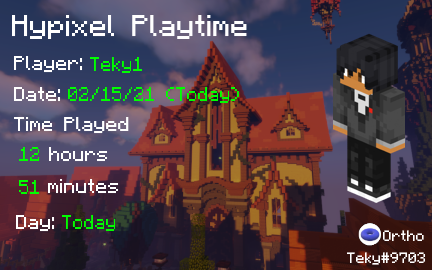 Hypixel Playtime
Player: Teky1
Date: 02/15/21 (Today)
Time Played
12 hours
51 minutes
Day: Today
Ortho
Teky#9703